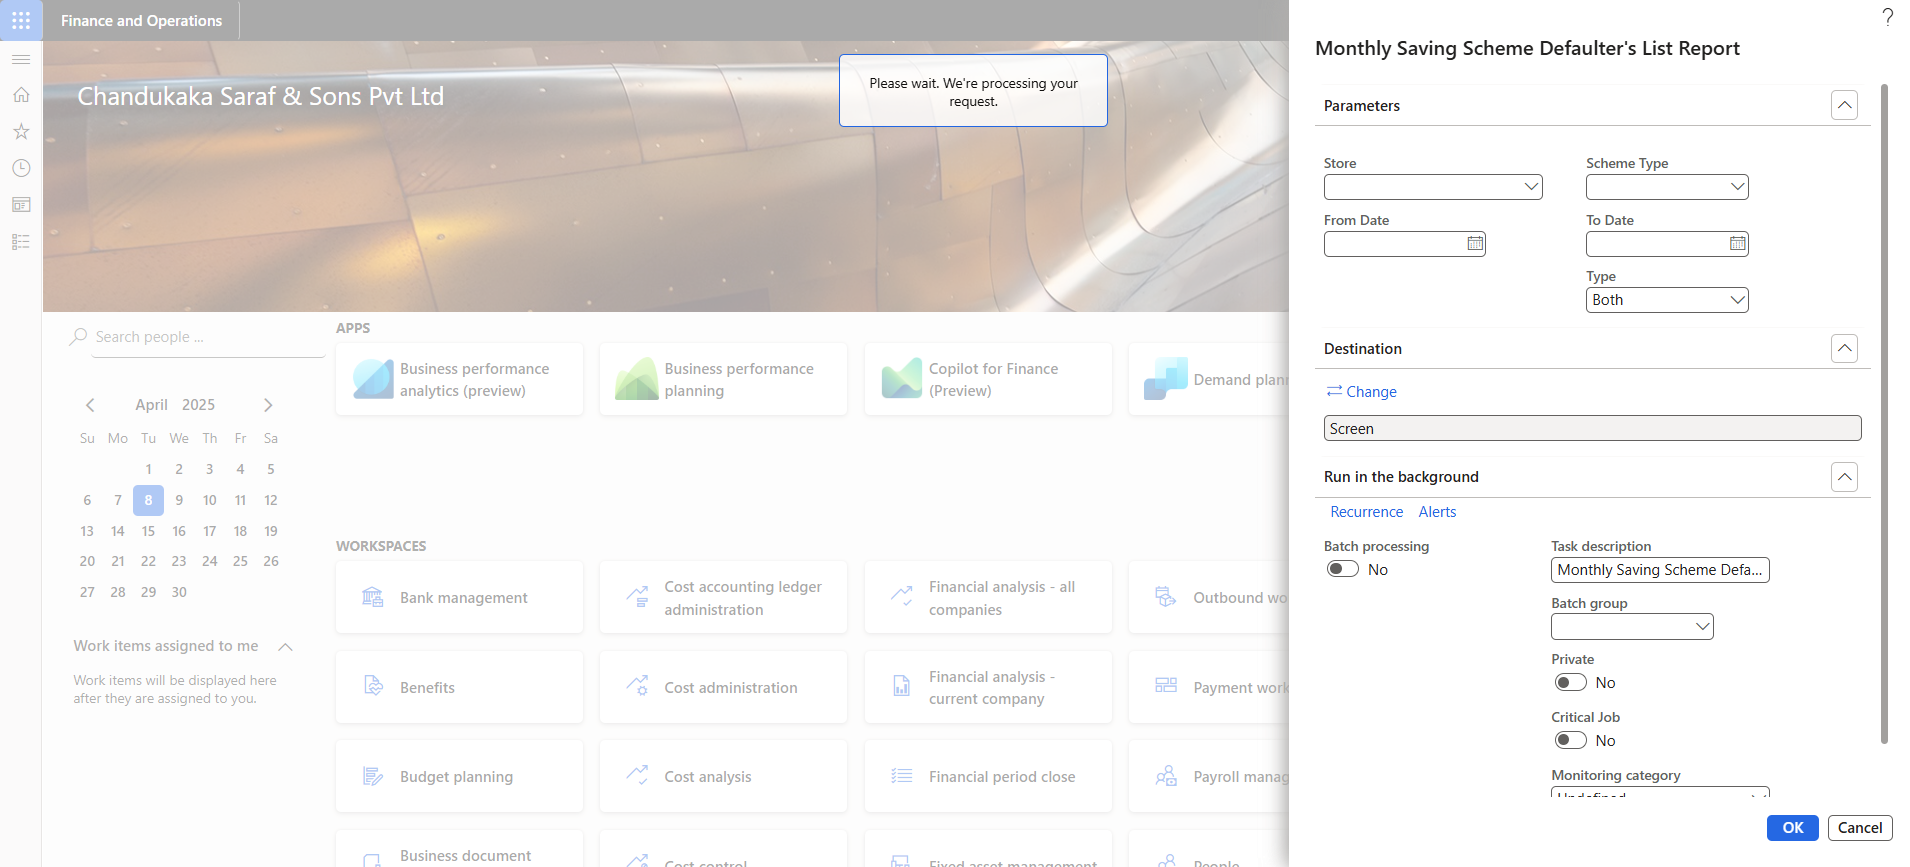 Finance and Operations
?
Chandukaka Saraf & Sons Pvt Ltd
Please wait. We're processing your
request.
Search people ...
April 2025
Su Mo Tu We Th Fr Sa
1 2 3 4 5
6 7 8 9 10 11 12
13 14 15 16 17 18 19
20 21 22 23 24 25 26
27 28 29 30
Work items assigned to me
Work items will be displayed here
after they are assigned to you.
APPS
Business performance
analytics (preview)
Business performance
planning
Copilot for Finance
(Preview)
Demand plann
WORKSPACES
Bank management
Cost accounting ledger
administration
Financial analysis - all
companies
Outbound wo
Benefits
Cost administration
Financial analysis -
current company
Payment work
Budget planning
Cost analysis
Financial period close
Payroll manag
Business document
Cost control
Fixed asset management
People
Monthly Saving Scheme Defaulter's List Report
Parameters
Store
Scheme Type
From Date
To Date
Type
Both
Destination
Change
Screen
Run in the background
Recurrence Alerts
Batch processing
No
Task description
Monthly Saving Scheme Defa...
Batch group
Private
No
Critical Job
No
Monitoring category
Undefined
OK
Cancel